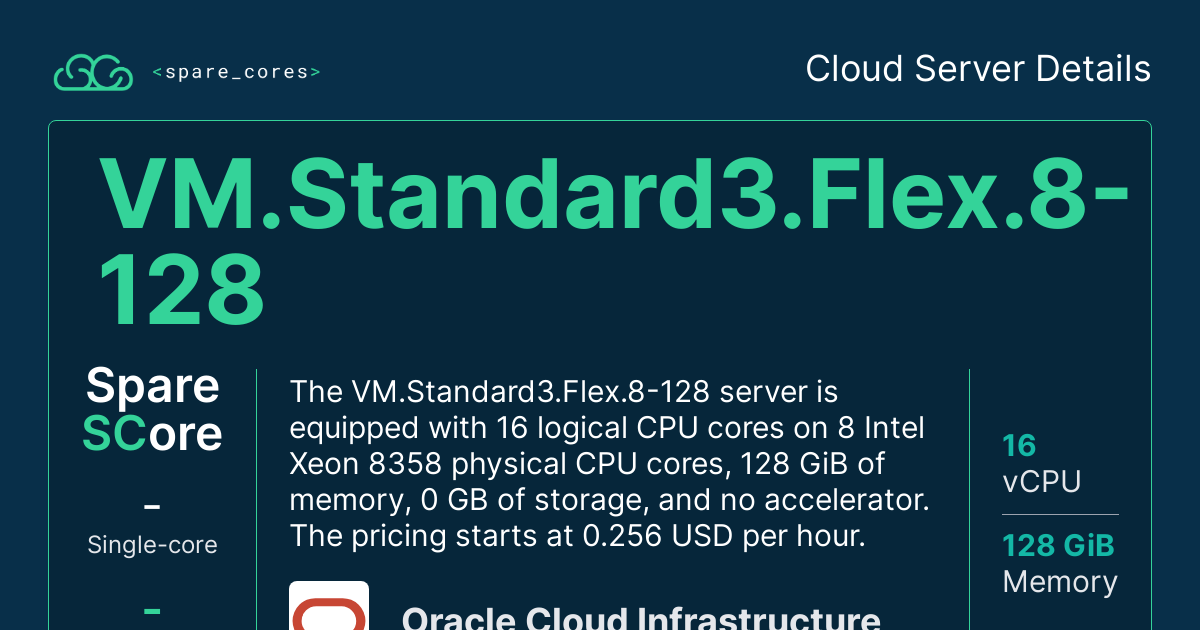 <spare_cores>
Cloud Server Details
VM.Standard3.Flex.8-
128
Spare
SCore
–
Single-core
–
The VM.Standard3.Flex.8-128 server is
equipped with 16 logical CPU cores on 8 Intel
Xeon 8358 physical CPU cores, 128 GiB of
memory, 0 GB of storage, and no accelerator.
The pricing starts at 0.256 USD per hour.
Oracle Cloud Infrastructure
16
vCPU
128 GiB
Memory